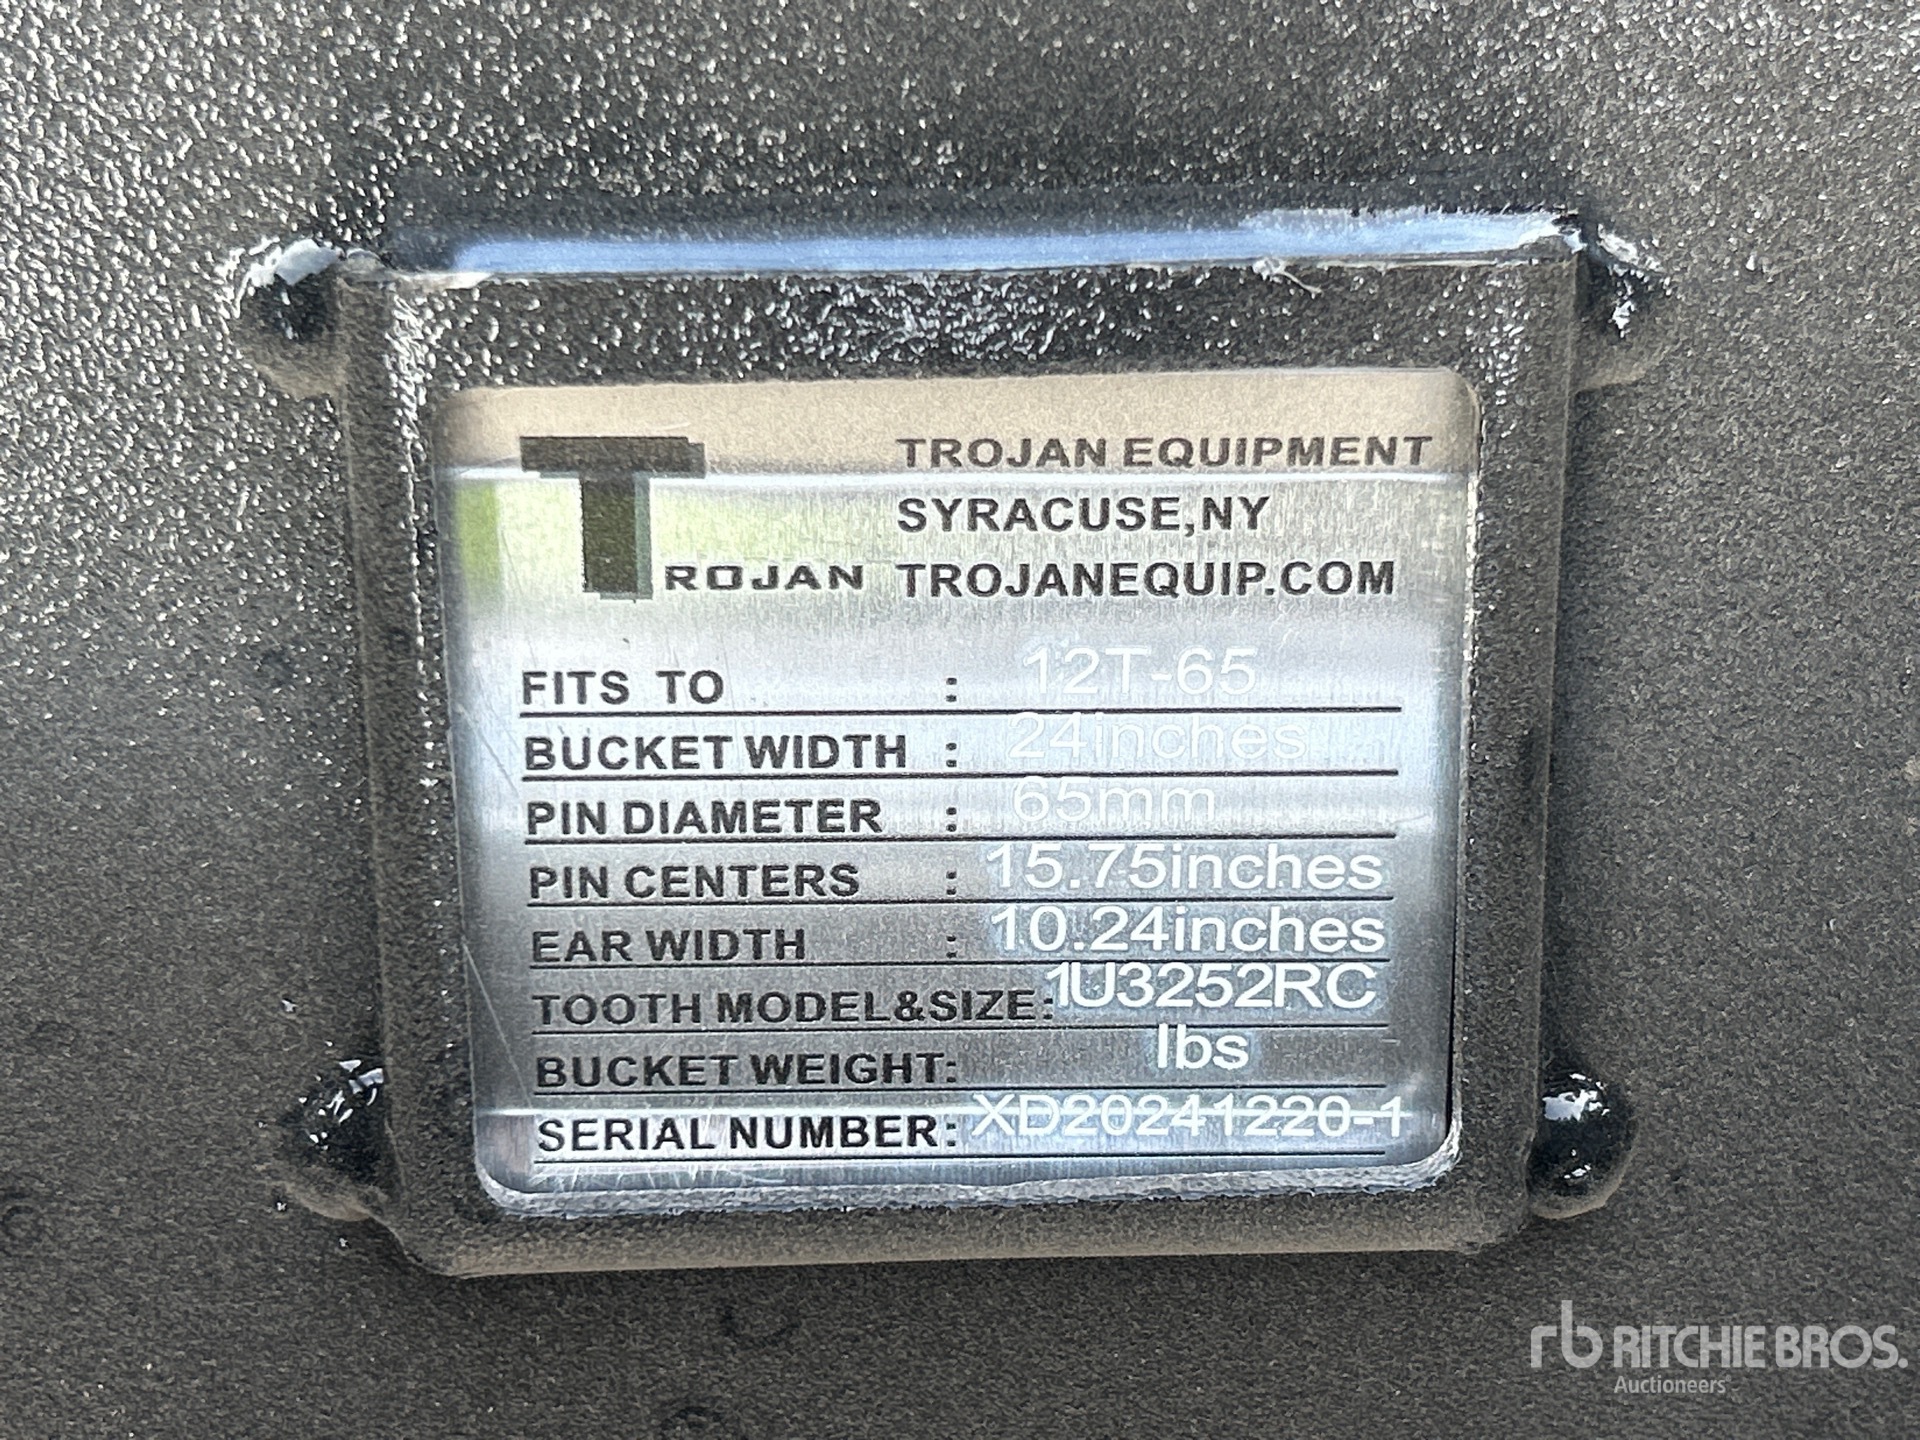 TROJAN
TROJAN EQUIPMENT
SYRACUSE,NY
TROJANEQUIP.COM
FITS TO : 12T-65
BUCKET WIDTH : 24inches
PIN DIAMETER : 65mm
PIN CENTERS : 15.75inches
EAR WIDTH : 10.24inches
TOOTH MODEL&SIZE: 1U3252RC
BUCKET WEIGHT: lbs
SERIAL NUMBER: XD20241220-1
rb RITCHIE BROS.
Auctioneers